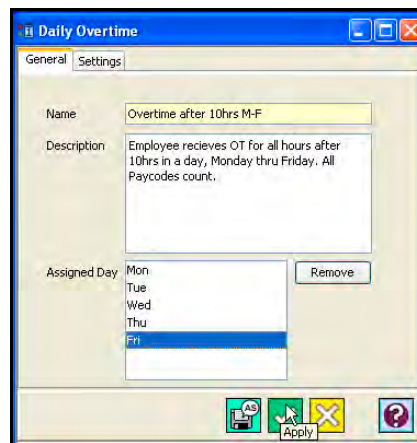 Daily Overtime
General Settings
Name Overtime after 10hrs M-F
Description Employee recieves OT for all hours after
10hrs in a day, Monday thru Friday. All
Paycodes count.
Assigned Day Mon Remove
Tue
Wed
Thu
Fri
AS
?
Apply